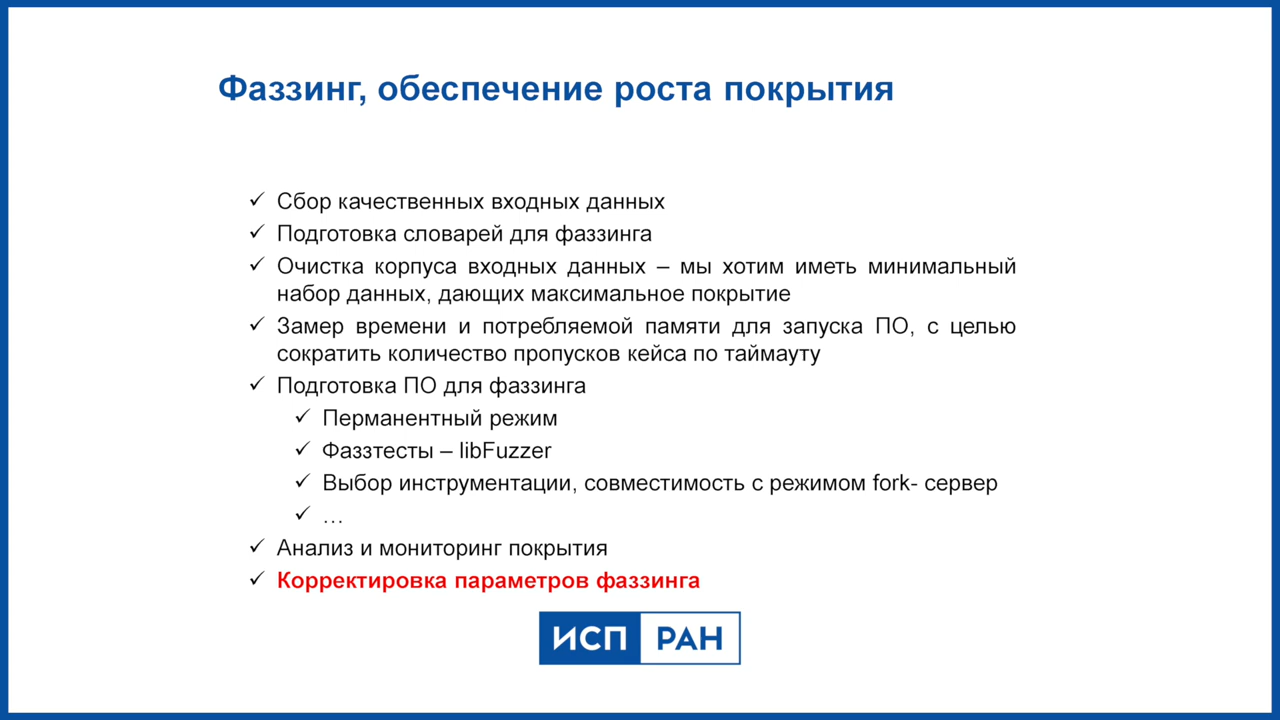 Фаззинг, обеспечение роста покрытия
Сбор качественных входных данных
Подготовка словарей для фаззинга
Очистка корпуса входных данных – мы хотим иметь минимальный
набор данных, дающих максимальное покрытие
Замер времени и потребляемой памяти для запуска ПО, с целью
сократить количество пропусков кейса по таймауту
Подготовка ПО для фаззинга
Перманентный режим
Фаззтесты – libFuzzer
Выбор инструментации, совместимость с режимом fork- сервер
…
Анализ и мониторинг покрытия
Корректировка параметров фаззинга
ИСП РАН